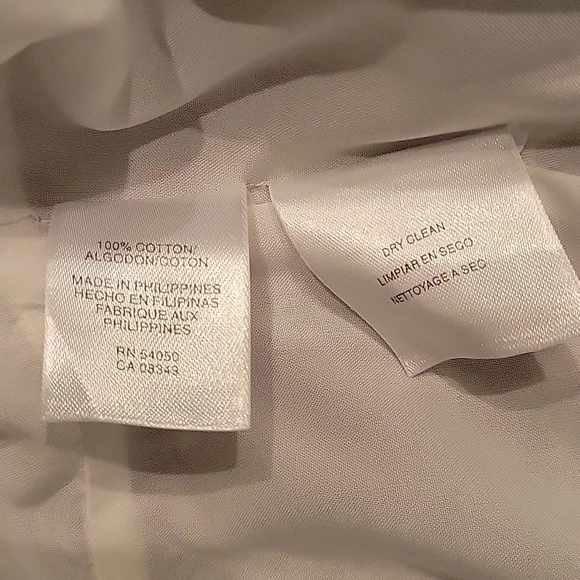 100% COTTON/
ALGODON/COTON
MADE IN PHILIPPINES
HECHO EN FILIPINAS
FABRIQUE AUX
PHILIPPINES
RN 54050
CA 08343
DRY CLEAN
LIMPIAR EN SECO
NETTOYAGE A SEC